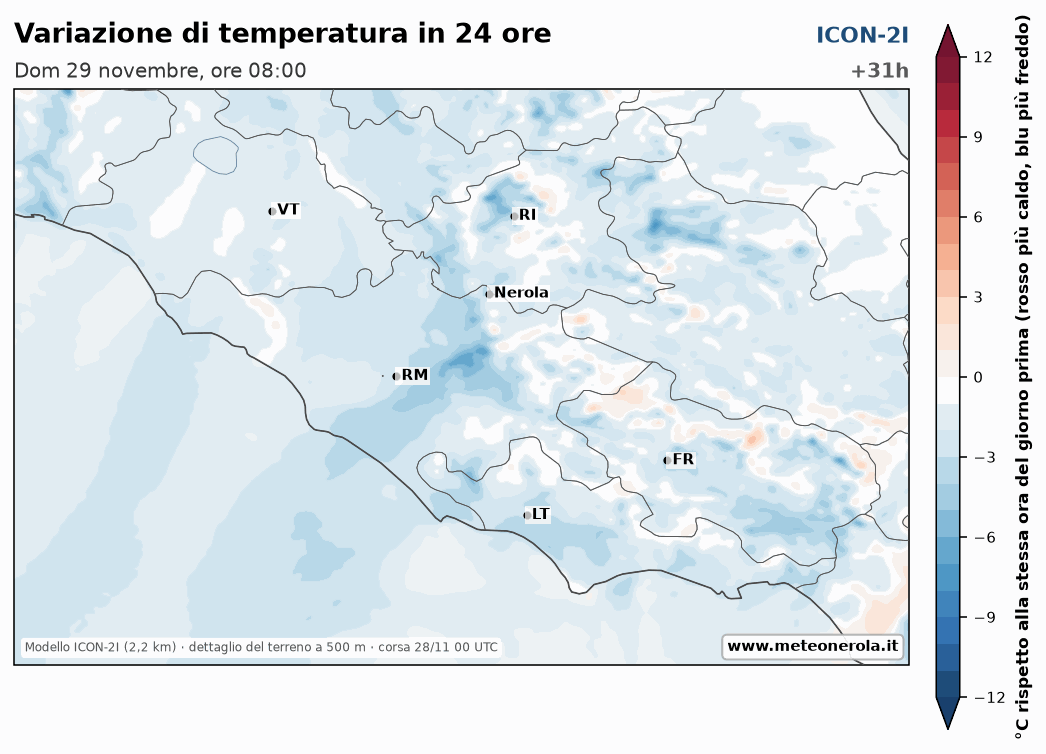 Variazione di temperatura in 24 ore
ICON-2I
Dom 29 novembre, ore 08:00
+31h
VT
RI
Nerola
RM
FR
LT
Modello ICON-2I (2,2 km) · dettaglio del terreno a 500 m · corsa 28/11 00 UTC
www.meteonerola.it
12
9
6
3
0
−3
−6
−9
−12
°C rispetto alla stessa ora del giorno prima (rosso più caldo, blu più freddo)